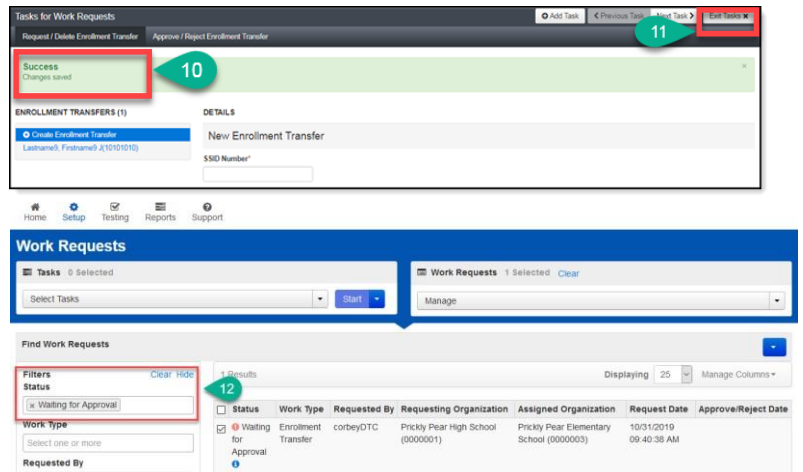 Tasks for Work Requests
Add Task
Previous Task
Next Task
Exit Tasks
Request / Delete Enrollment Transfer
Approve / Reject Enrollment Transfer
11
Success
Changes saved
10
ENROLLMENT TRANSFERS (1)
DETAILS
Create Enrollment Transfer
New Enrollment Transfer
Lastname9, Firstname9 J(10101010)
SSID Number*
Home
Setup
Testing
Reports
Support
Work Requests
Tasks 0 Selected
Work Requests 1 Selected Clear
Select Tasks
Start
Manage
Find Work Requests
Filters Clear Hide
1 Results
Displaying 25
Manage Columns
Status
12
Waiting for Approval
Status Work Type Requested By Requesting Organization Assigned Organization Request Date Approve/Reject Date
Work Type
Waiting for Approval
Enrollment Transfer
corbeyDTC
Prickly Pear High School (0000001)
Prickly Pear Elementary School (0000003)
10/31/2019 09:40:38 AM
Select one or more
Requested By